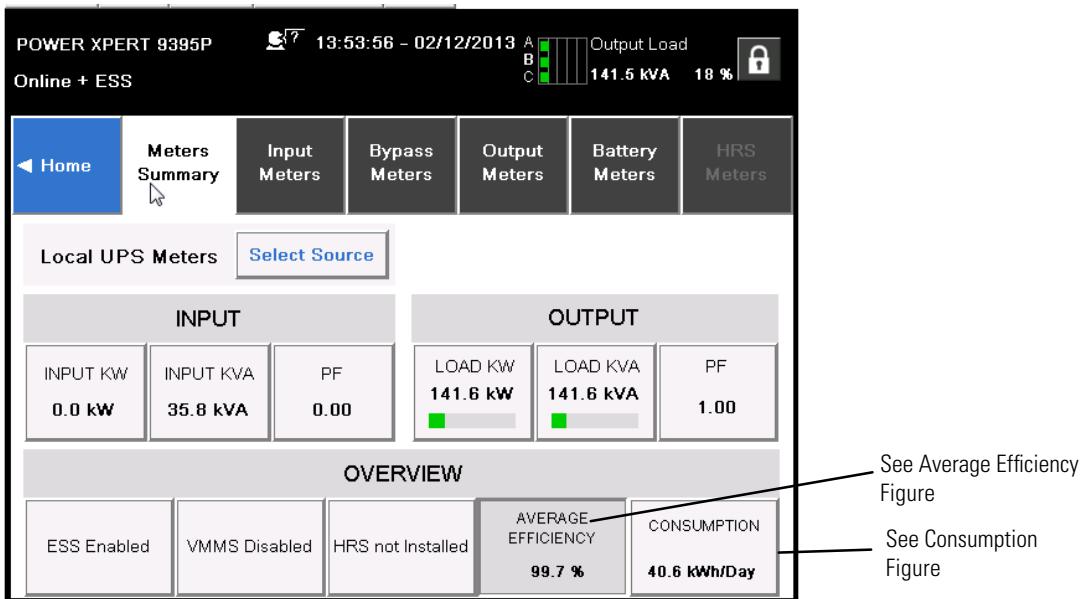 POWER XPERT 9395P
? 13:53:56 - 02/12/2013
A
B
C
Output Load
141.5 kVA 18 %
Online + ESS
◄ Home
Meters
Summary
Input
Meters
Bypass
Meters
Output
Meters
Battery
Meters
HRS
Meters
Local UPS Meters
Select Source
INPUT
OUTPUT
INPUT KW
0.0 kW
INPUT KVA
35.8 kVA
PF
0.00
LOAD KW
141.6 kW
LOAD KVA
141.6 kVA
PF
1.00
OVERVIEW
ESS Enabled
VMMS Disabled
HRS not Installed
AVERAGE
EFFICIENCY
99.7 %
CONSUMPTION
40.6 kWh/Day
See Average Efficiency
Figure
See Consumption
Figure